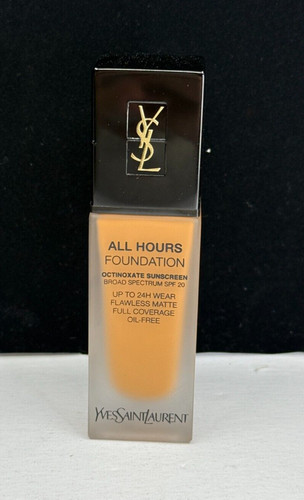 YSL
ALL HOURS
FOUNDATION
OCTINOXATE SUNSCREEN
BROAD SPECTRUM SPF 20
UP TO 24H WEAR
FLAWLESS MATTE
FULL COVERAGE
OIL-FREE
YVESSAINTLAURENT